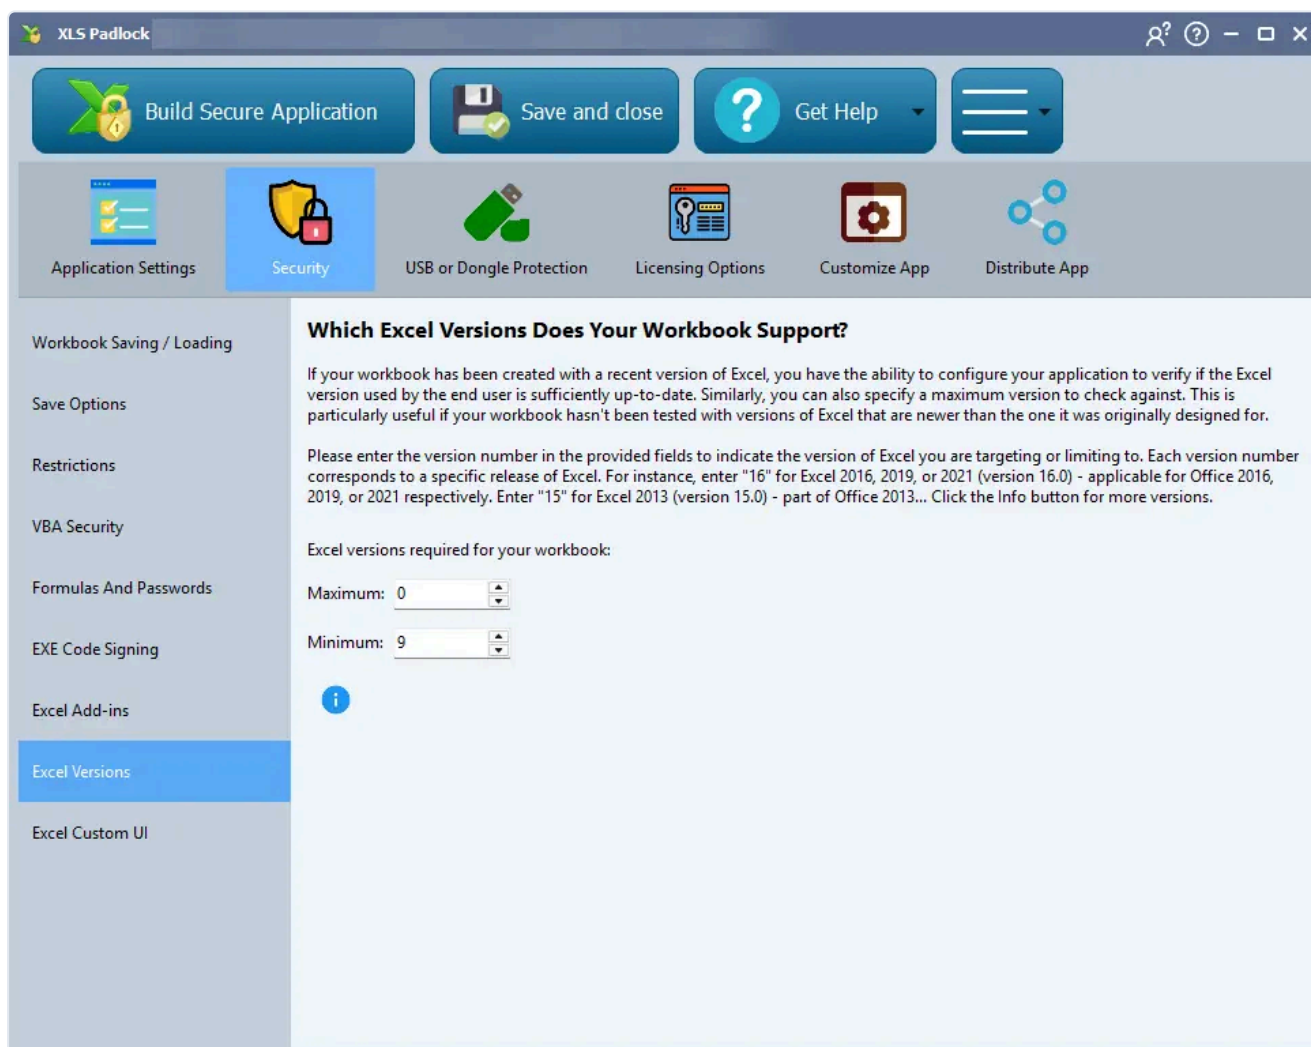 XLS Padlock
Build Secure Application
Save and close
Get Help
Application Settings
Security
USB or Dongle Protection
Licensing Options
Customize App
Distribute App
Workbook Saving / Loading
Save Options
Restrictions
VBA Security
Formulas And Passwords
EXE Code Signing
Excel Add-ins
Excel Versions
Excel Custom UI
Which Excel Versions Does Your Workbook Support?
If your workbook has been created with a recent version of Excel, you have the ability to configure your application to verify if the Excel
version used by the end user is sufficiently up-to-date. Similarly, you can also specify a maximum version to check against. This is
particularly useful if your workbook hasn't been tested with versions of Excel that are newer than the one it was originally designed for.
Please enter the version number in the provided fields to indicate the version of Excel you are targeting or limiting to. Each version number
corresponds to a specific release of Excel. For instance, enter "16" for Excel 2016, 2019, or 2021 (version 16.0) - applicable for Office 2016,
2019, or 2021 respectively. Enter "15" for Excel 2013 (version 15.0) - part of Office 2013... Click the Info button for more versions.
Excel versions required for your workbook:
Maximum: 0
Minimum: 9